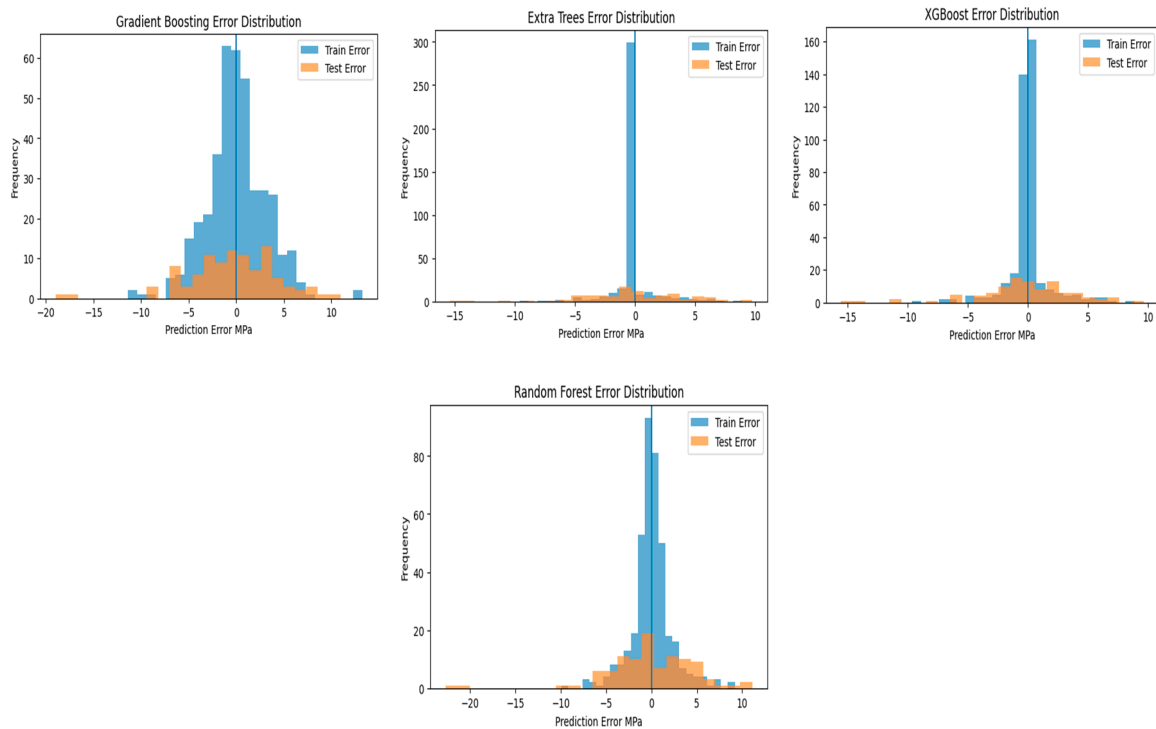 Gradient Boosting Error Distribution
60
50
40
30
20
10
0
Frequency
Train Error
Test Error
−20
−15
−10
−5
0
5
10
Prediction Error MPa
Extra Trees Error Distribution
300
250
200
150
100
50
0
Frequency
Train Error
Test Error
−15
−10
−5
0
5
10
Prediction Error MPa
XGBoost Error Distribution
160
140
120
100
80
60
40
20
0
Frequency
Train Error
Test Error
−15
−10
−5
0
5
10
Prediction Error MPa
Random Forest Error Distribution
80
60
40
20
0
Frequency
Train Error
Test Error
−20
−15
−10
−5
0
5
10
Prediction Error MPa